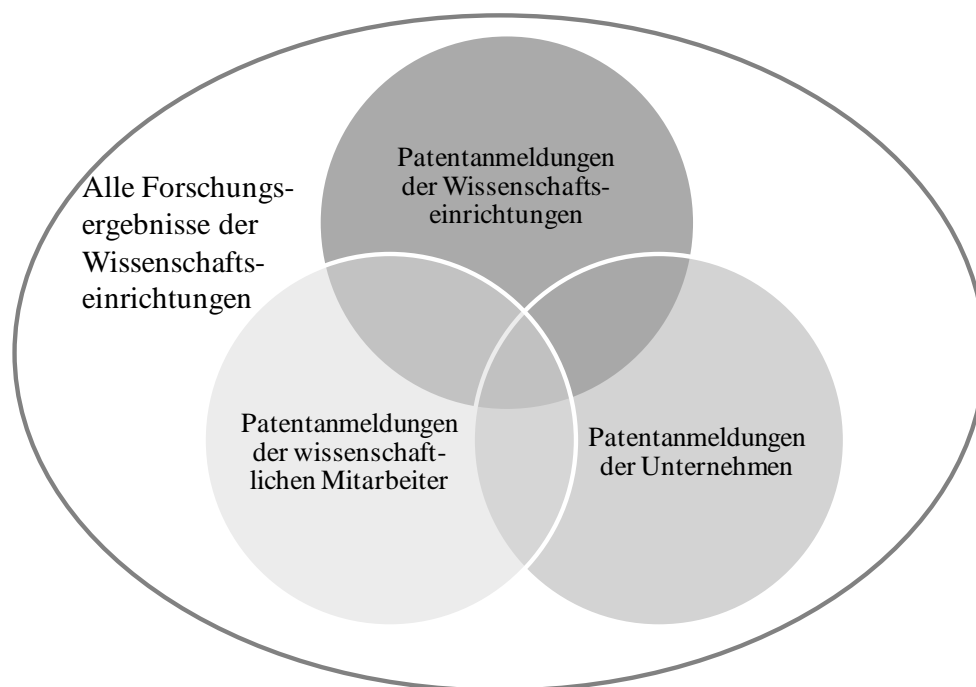 Patentanmeldungen
der Wissenschafts-
einrichtungen
Alle Forschungs-
ergebnisse der
Wissenschafts-
einrichtungen
Patentanmeldungen
der wissenschaft-
lichen Mitarbeiter
Patentanmeldungen
der Unternehmen